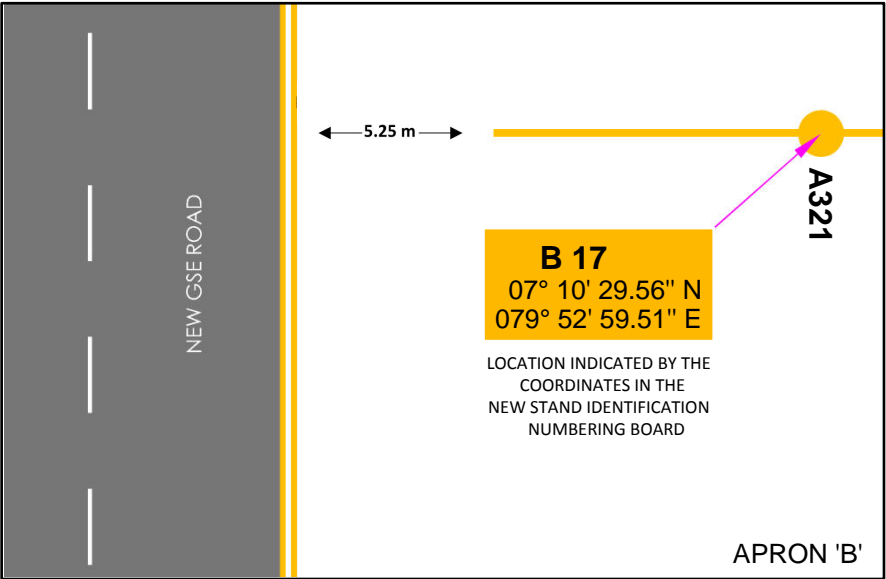 NEW GSE ROAD
5.25 m
A321
B 17
07° 10' 29.56" N
079° 52' 59.51" E
LOCATION INDICATED BY THE
COORDINATES IN THE
NEW STAND IDENTIFICATION
NUMBERING BOARD
APRON 'B'